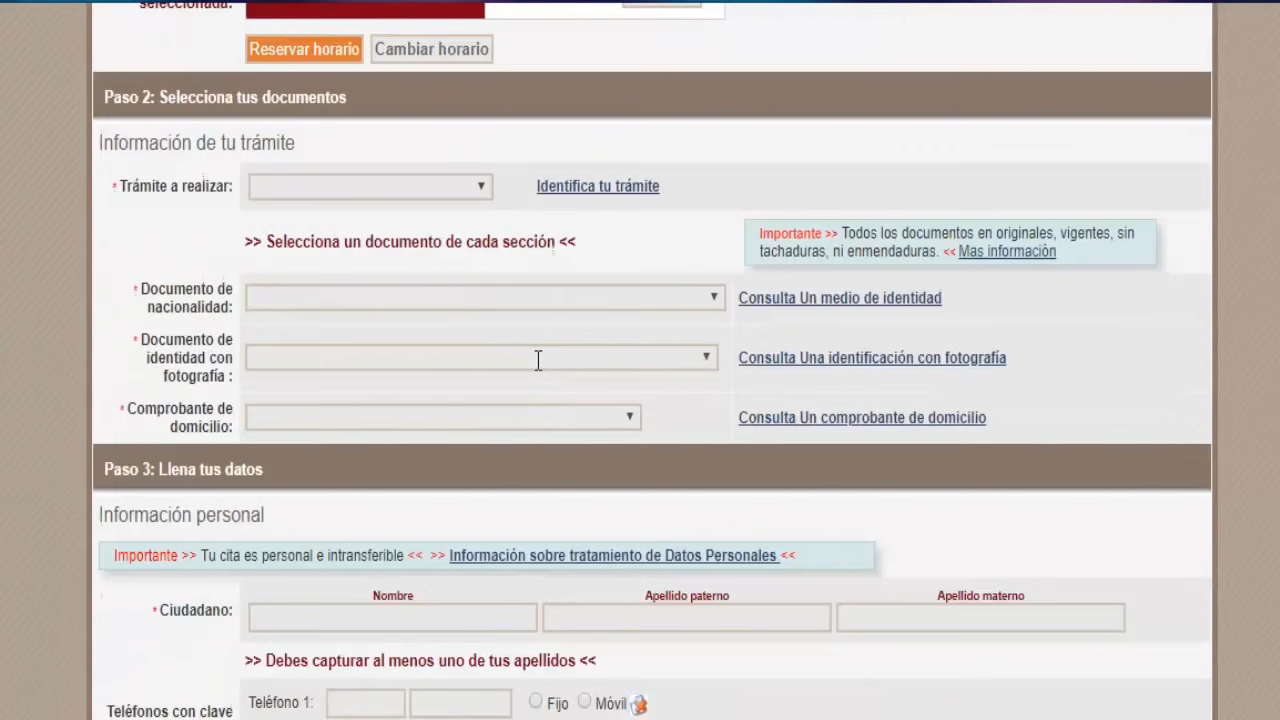 seleccionada:
Reservar horario Cambiar horario
Paso 2: Selecciona tus documentos
Información de tu trámite
* Trámite a realizar: Identifica tu trámite
>> Selecciona un documento de cada sección <<
Importante >> Todos los documentos en originales, vigentes, sin
tachaduras, ni enmendaduras. << Mas información
* Documento de
nacionalidad:
Consulta Un medio de identidad
* Documento de
identidad con
fotografía :
Consulta Una identificación con fotografía
* Comprobante de
domicilio:
Consulta Un comprobante de domicilio
Paso 3: Llena tus datos
Información personal
Importante >> Tu cita es personal e intransferible << >> Información sobre tratamiento de Datos Personales <<
Nombre Apellido paterno Apellido materno
* Ciudadano:
>> Debes capturar al menos uno de tus apellidos <<
Teléfono 1: Fijo Móvil
Teléfonos con clave